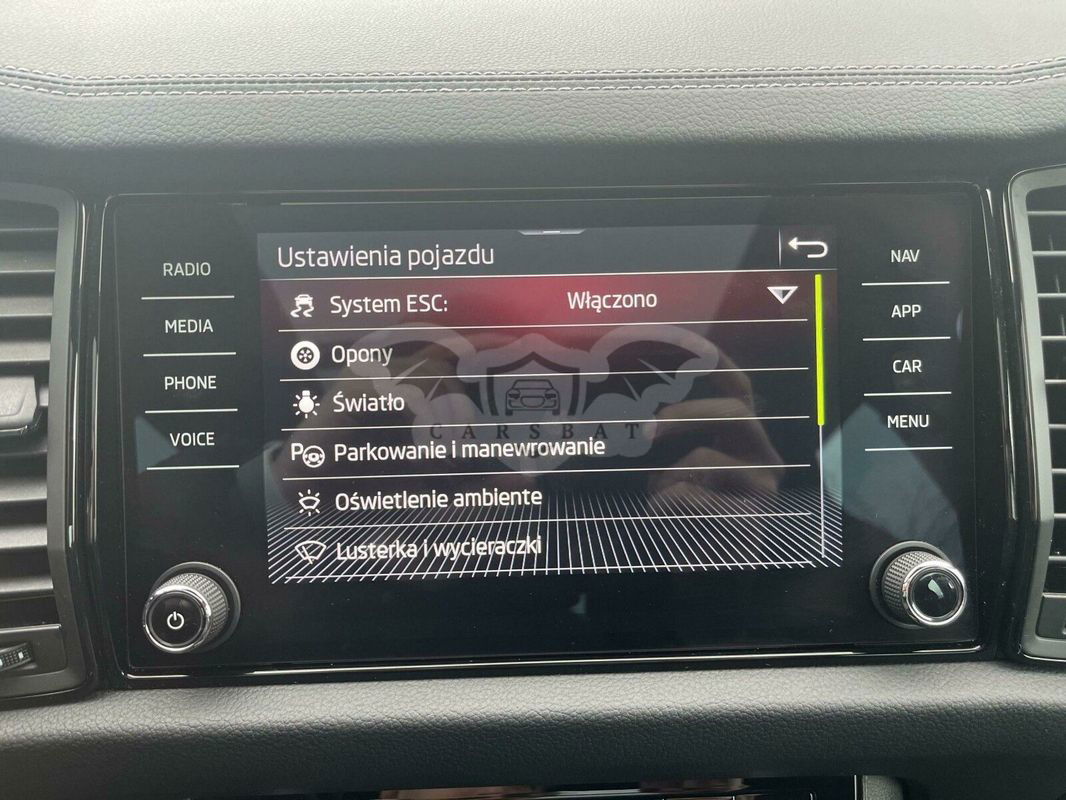 RADIO
MEDIA
PHONE
VOICE
Ustawienia pojazdu
System ESC: Włączono
Opony
Światło
CARSBAT
Parkowanie i manewrowanie
Oświetlenie ambiente
Lusterka i wycieraczki
NAV
APP
CAR
MENU